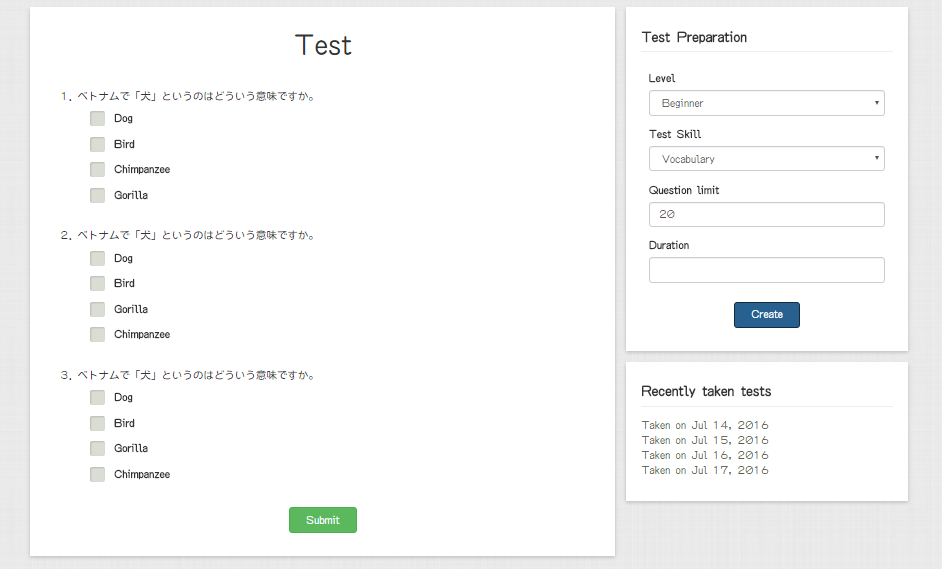 Test
1. ベトナムで「犬」というのはどういう意味ですか。
Dog
Bird
Chimpanzee
Gorilla
2. ベトナムで「犬」というのはどういう意味ですか。
Dog
Bird
Gorilla
Chimpanzee
3. ベトナムで「犬」というのはどういう意味ですか。
Dog
Bird
Gorilla
Chimpanzee
Submit
Test Preparation
Level
Beginner
Test Skill
Vocabulary
Question limit
20
Duration
Create
Recently taken tests
Taken on Jul 14, 2016
Taken on Jul 15, 2016
Taken on Jul 16, 2016
Taken on Jul 17, 2016